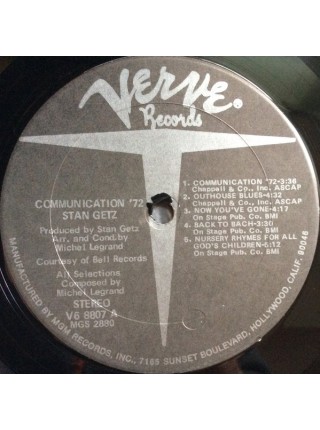 Verve®
Records
COMMUNICATION '72
STAN GETZ
Produced by Stan Getz
Arr. and Cond. by
Michel Legrand
Courtesy of Bell Records
All Selections
Composed by
Michel Legrand
STEREO
V6 8807 A
MGS 2880
1. COMMUNICATION '72-3:36
Chappell & Co., Inc. ASCAP
2. OUTHOUSE BLUES-4:32
Chappell & Co., Inc. ASCAP
3. NOW YOU'VE GONE-4:17
On Stage Pub. Co. BMI
4. BACK TO BACH-3:30
On Stage Pub. Co. BMI
5. NURSERY RHYMES FOR ALL
GOD'S CHILDREN-6:12
On Stage Pub. Co. BMI
MANUFACTURED BY MGM RECORDS, INC., 7165 SUNSET BOULEVARD, HOLLYWOOD, CALIF. 90046